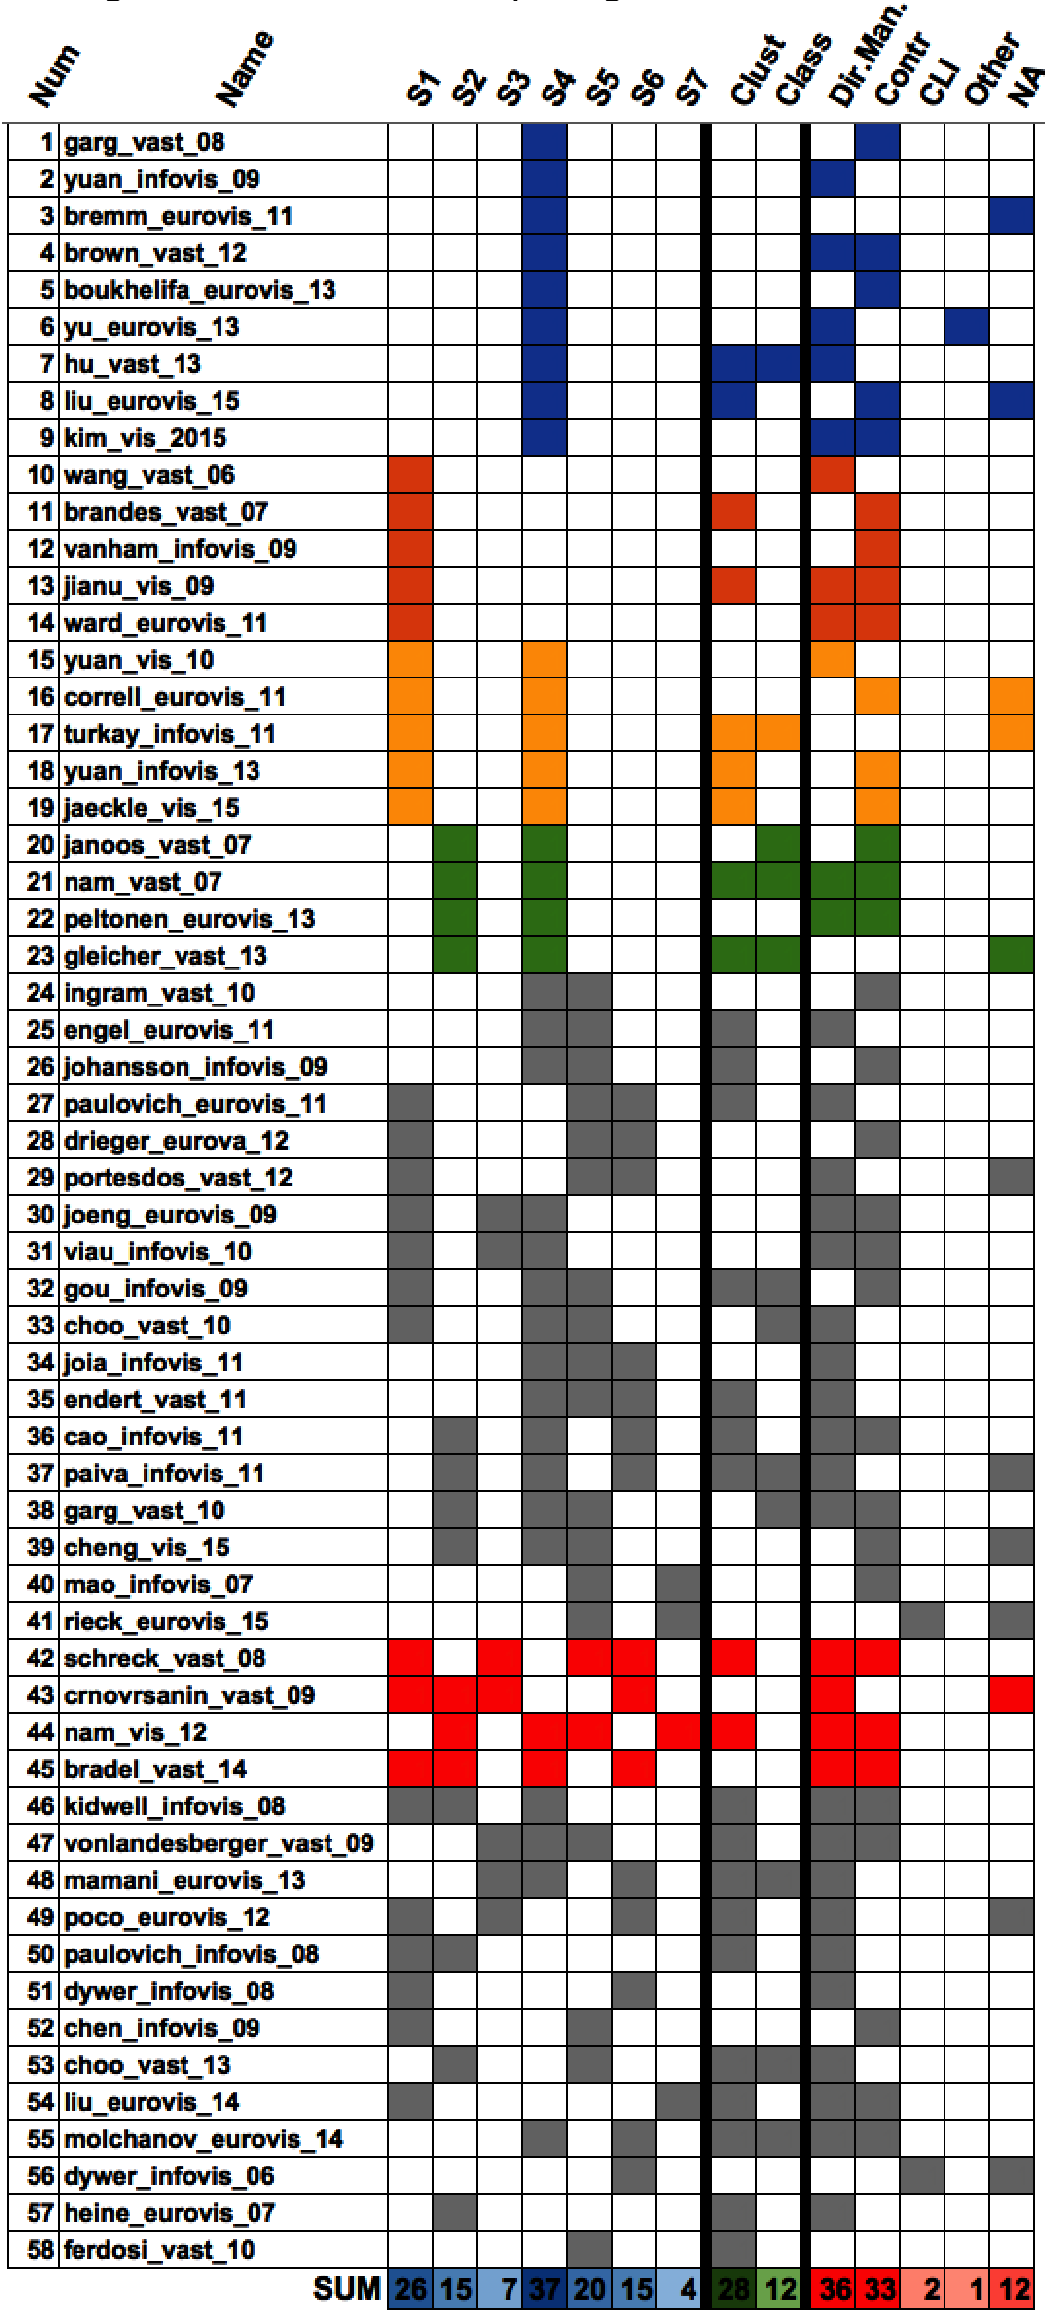 Num Name S1 S2 S3 S4 S5 S6 S7 Clust Class Dir.Man. Contr CLI Other NA
1 garg_vast_08
2 yuan_infovis_09
3 bremm_eurovis_11
4 brown_vast_12
5 boukhelifa_eurovis_13
6 yu_eurovis_13
7 hu_vast_13
8 liu_eurovis_15
9 kim_vis_2015
10 wang_vast_06
11 brandes_vast_07
12 vanham_infovis_09
13 jianu_vis_09
14 ward_eurovis_11
15 yuan_vis_10
16 correll_eurovis_11
17 turkay_infovis_11
18 yuan_infovis_13
19 jaeckle_vis_15
20 janoos_vast_07
21 nam_vast_07
22 peltonen_eurovis_13
23 gleicher_vast_13
24 ingram_vast_10
25 engel_eurovis_11
26 johansson_infovis_09
27 paulovich_eurovis_11
28 drieger_eurova_12
29 portesdos_vast_12
30 joeng_eurovis_09
31 viau_infovis_10
32 gou_infovis_09
33 choo_vast_10
34 joia_infovis_11
35 endert_vast_11
36 cao_infovis_11
37 paiva_infovis_11
38 garg_vast_10
39 cheng_vis_15
40 mao_infovis_07
41 rieck_eurovis_15
42 schreck_vast_08
43 crnovrsanin_vast_09
44 nam_vis_12
45 bradel_vast_14
46 kidwell_infovis_08
47 vonlandesberger_vast_09
48 mamani_eurovis_13
49 poco_eurovis_12
50 paulovich_infovis_08
51 dywer_infovis_08
52 chen_infovis_09
53 choo_vast_13
54 liu_eurovis_14
55 molchanov_eurovis_14
56 dywer_infovis_06
57 heine_eurovis_07
58 ferdosi_vast_10
SUM 26 15 7 37 20 15 4 28 12 36 33 2 1 12